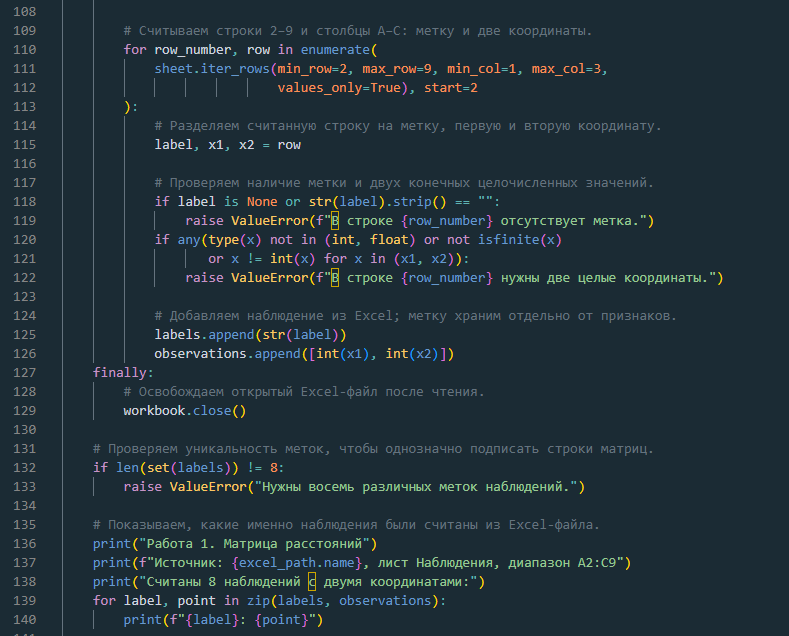 108
109 # Считываем строки 2–9 и столбцы A–C: метку и две координаты.
110 for row_number, row in enumerate(
111 sheet.iter_rows(min_row=2, max_row=9, min_col=1, max_col=3,
112 values_only=True), start=2
113 ):
114 # Разделяем считанную строку на метку, первую и вторую координату.
115 label, x1, x2 = row
116
117 # Проверяем наличие метки и двух конечных целочисленных значений.
118 if label is None or str(label).strip() == "":
119 raise ValueError(f"В строке {row_number} отсутствует метка.")
120 if any(type(x) not in (int, float) or not isfinite(x)
121 or x != int(x) for x in (x1, x2)):
122 raise ValueError(f"В строке {row_number} нужны две целые координаты.")
123
124 # Добавляем наблюдение из Excel; метку храним отдельно от признаков.
125 labels.append(str(label))
126 observations.append([int(x1), int(x2)])
127 finally:
128 # Освобождаем открытый Excel-файл после чтения.
129 workbook.close()
130
131 # Проверяем уникальность меток, чтобы однозначно подписать строки матриц.
132 if len(set(labels)) != 8:
133 raise ValueError("Нужны восемь различных меток наблюдений.")
134
135 # Показываем, какие именно наблюдения были считаны из Excel-файла.
136 print("Работа 1. Матрица расстояний")
137 print(f"Источник: {excel_path.name}, лист Наблюдения, диапазон A2:C9")
138 print("Считаны 8 наблюдений с двумя координатами:")
139 for label, point in zip(labels, observations):
140 print(f"{label}: {point}")